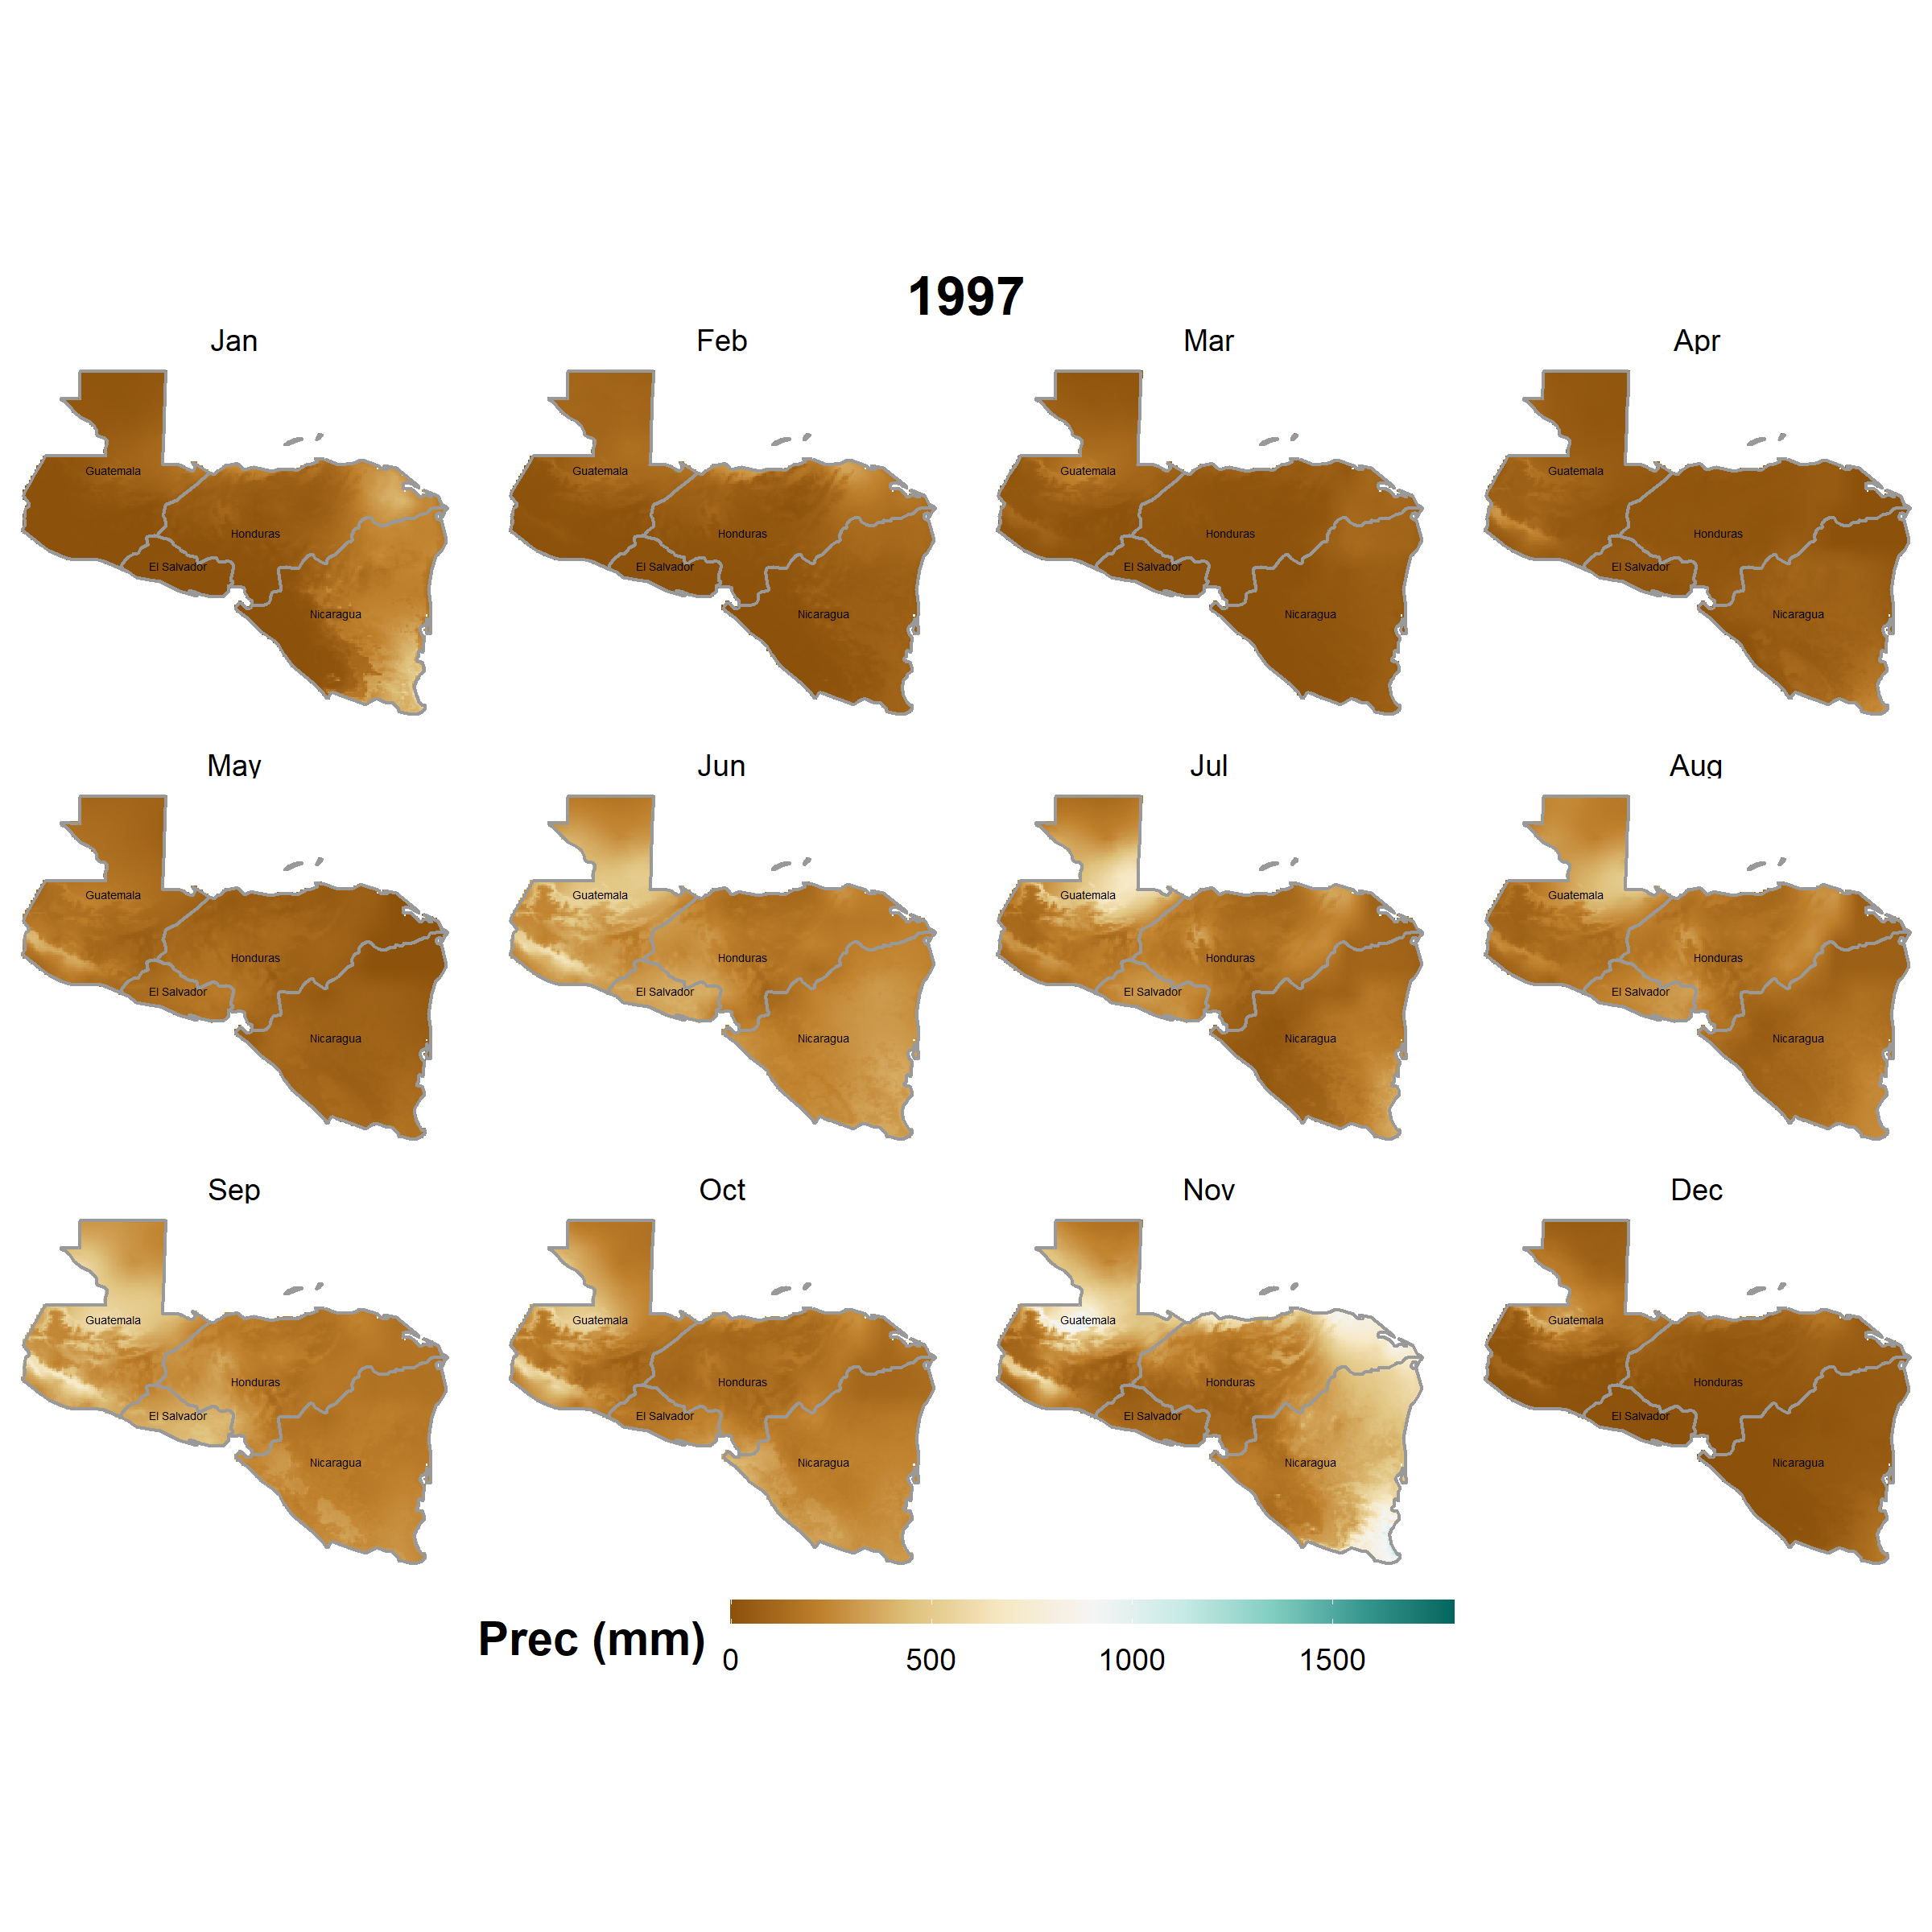 1997
Jan Feb Mar Apr
Guatemala Guatemala Guatemala Guatemala
Honduras Honduras Honduras Honduras
El Salvador El Salvador El Salvador El Salvador
Nicaragua Nicaragua Nicaragua Nicaragua
May Jun Jul Aug
Guatemala Guatemala Guatemala Guatemala
Honduras Honduras Honduras Honduras
El Salvador El Salvador El Salvador El Salvador
Nicaragua Nicaragua Nicaragua Nicaragua
Sep Oct Nov Dec
Guatemala Guatemala Guatemala Guatemala
Honduras Honduras Honduras Honduras
El Salvador El Salvador El Salvador El Salvador
Nicaragua Nicaragua Nicaragua Nicaragua
Prec (mm)
0 500 1000 1500